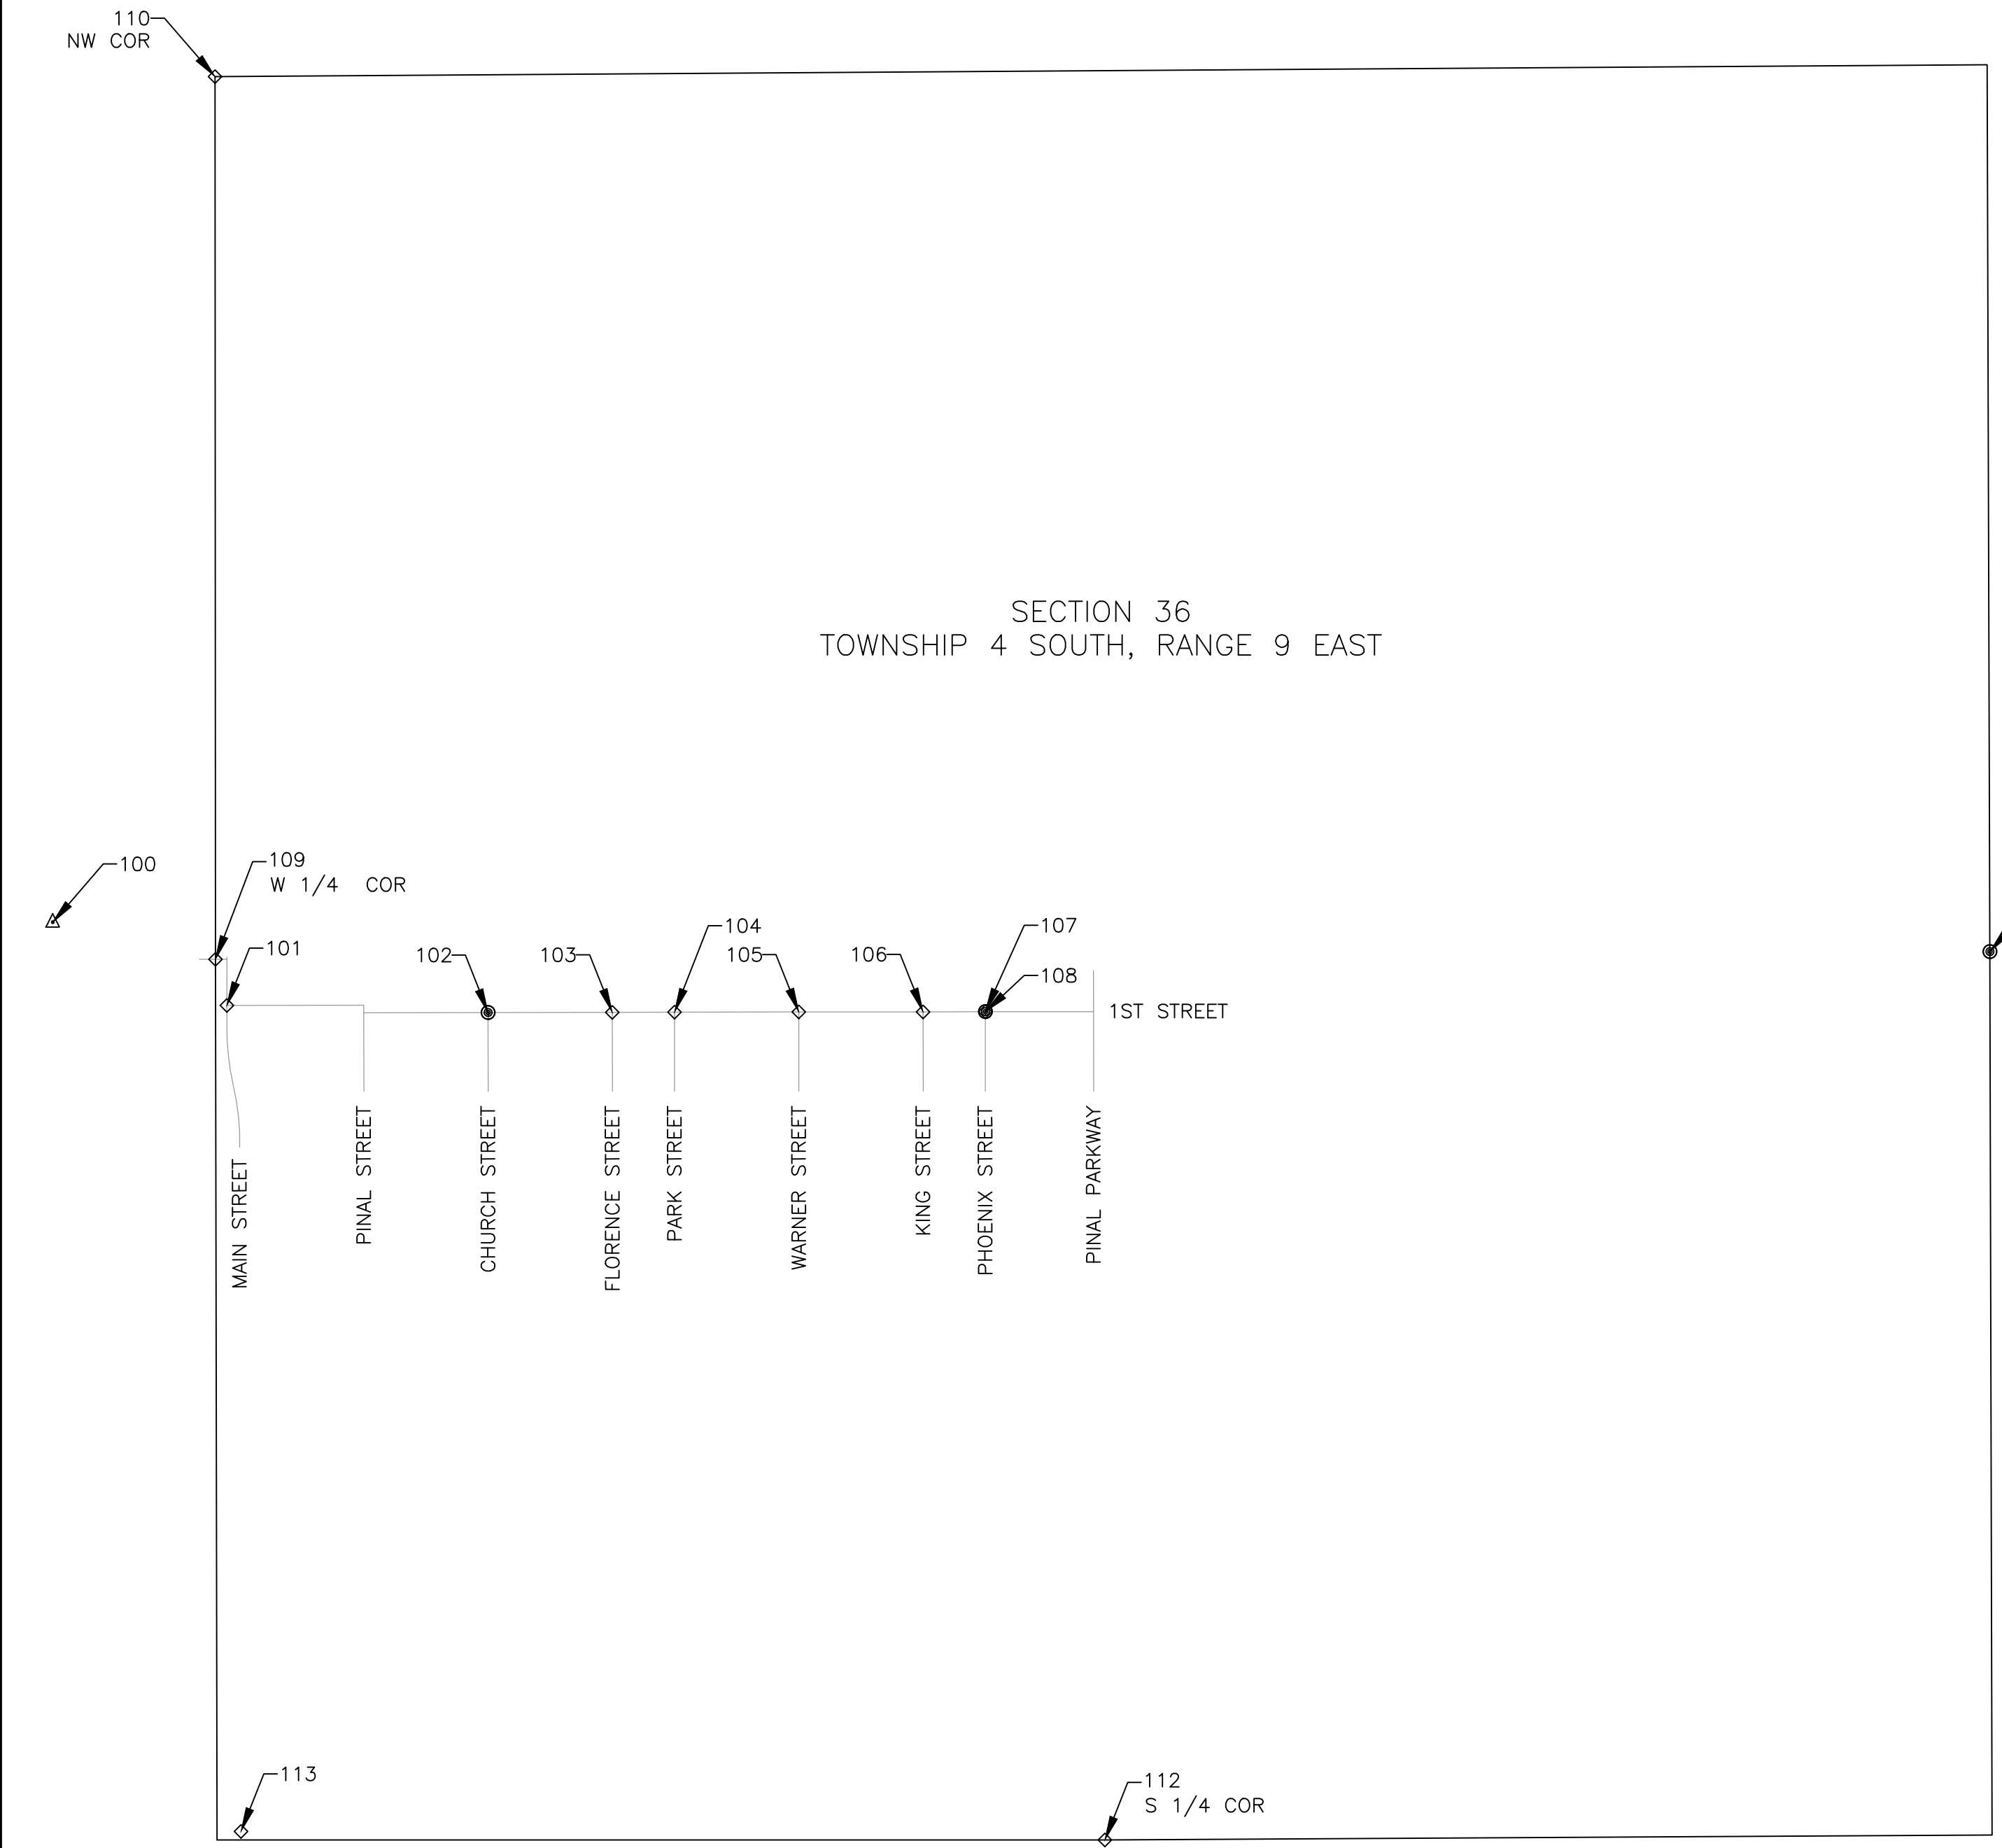 110
NW COR
SECTION 36
TOWNSHIP 4 SOUTH, RANGE 9 EAST
109
W 1/4 COR
100
101
102
103
104
105
106
107
108
1ST STREET
MAIN STREET
PINAL STREET
CHURCH STREET
FLORENCE STREET
PARK STREET
WARNER STREET
KING STREET
PHOENIX STREET
PINAL PARKWAY
113
112
S 1/4 COR